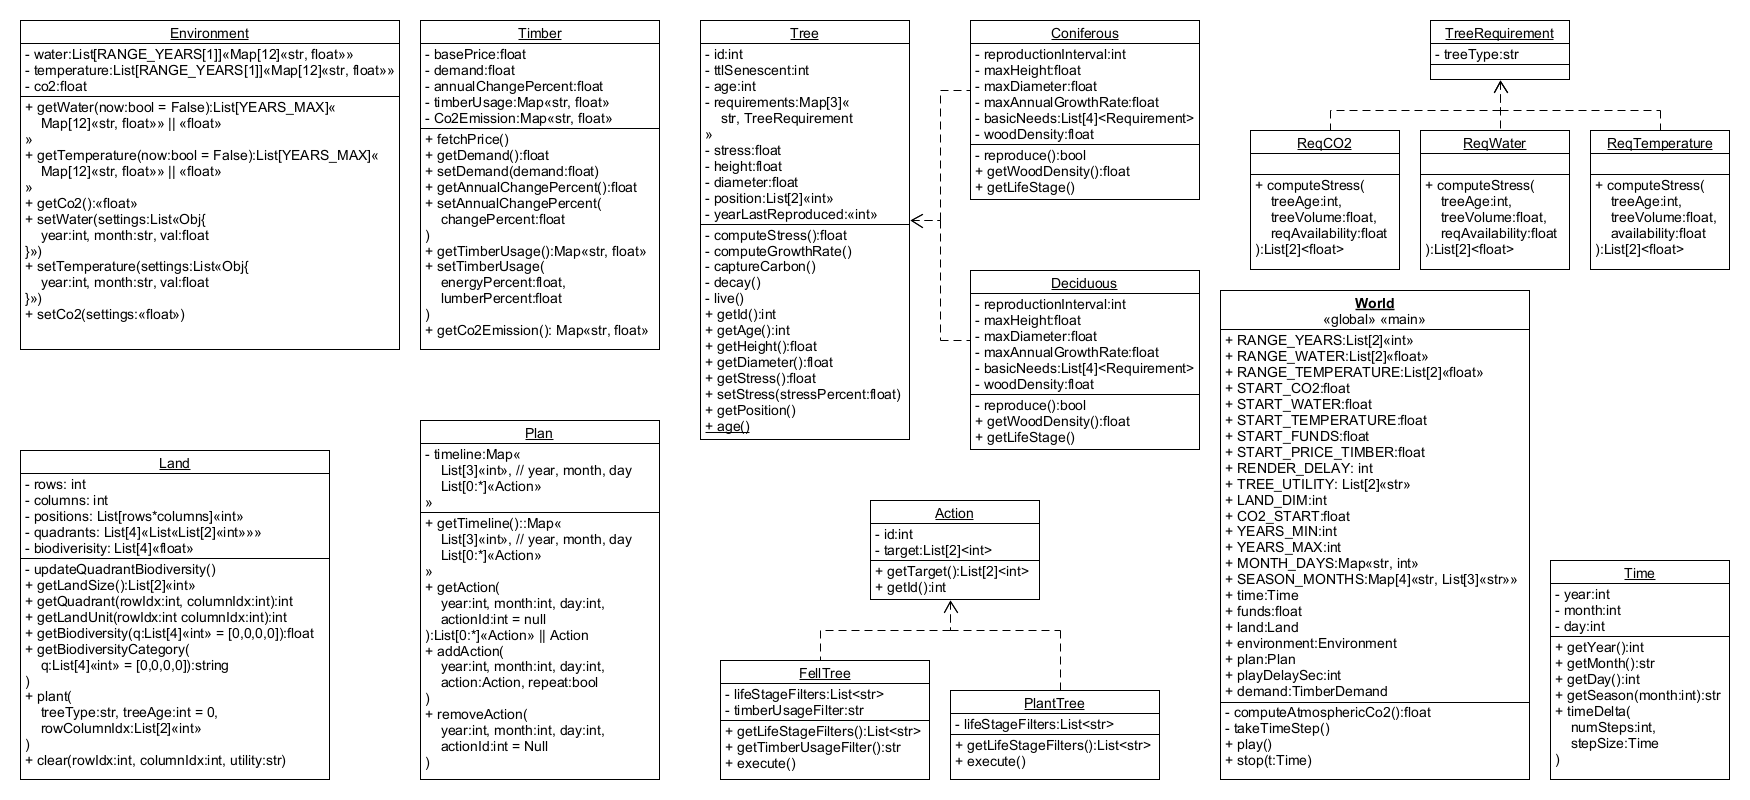 Environment
- water:List[RANGE_YEARS[1]]«Map[12]«str, float»»
- temperature:List[RANGE_YEARS[1]]«Map[12]«str, float»»
- co2:float
+ getWater(now:bool = False):List[YEARS_MAX]«
Map[12]«str, float»» || «float»
»
+ getTemperature(now:bool = False):List[YEARS_MAX]«
Map[12]«str, float»» || «float»
»
+ getCo2():«float»
+ setWater(settings:List«Obj{
year:int, month:str, val:float
}»)
+ setTemperature(settings:List«Obj{
year:int, month:str, val:float
}»)
+ setCo2(settings:«float»)
Timber
- basePrice:float
- demand:float
- annualChangePercent:float
- timberUsage:Map«str, float»
- Co2Emission:Map«str, float»
+ fetchPrice()
+ getDemand():float
+ setDemand(demand:float)
+ getAnnualChangePercent():float
+ setAnnualChangePercent(
changePercent:float
)
+ getTimberUsage():Map«str, float»
+ setTimberUsage(
energyPercent:float,
lumberPercent:float
)
+ getCo2Emission(): Map«str, float»
Tree
- id:int
- ttlSenescent:int
- age:int
- requirements:Map[3]«
str, TreeRequirement
»
- stress:float
- height:float
- diameter:float
- position:List[2]«int»
- yearLastReproduced:«int»
- computeStress():float
- computeGrowthRate()
- captureCarbon()
- decay()
- live()
+ getId():int
+ getAge():int
+ getHeight():float
+ getDiameter():float
+ getStress():float
+ setStress(stressPercent:float)
+ getPosition()
+ age()
Coniferous
- reproductionInterval:int
- maxHeight:float
- maxDiameter:float
- maxAnnualGrowthRate:float
- basicNeeds:List[4]<Requirement>
- woodDensity:float
- reproduce():bool
+ getWoodDensity():float
+ getLifeStage()
Deciduous
- reproductionInterval:int
- maxHeight:float
- maxDiameter:float
- maxAnnualGrowthRate:float
- basicNeeds:List[4]<Requirement>
- woodDensity:float
- reproduce():bool
+ getWoodDensity():float
+ getLifeStage()
TreeRequirement
- treeType:str
ReqCO2
+ computeStress(
treeAge:int,
treeVolume:float,
reqAvailability:float
):List[2]<float>
ReqWater
+ computeStress(
treeAge:int,
treeVolume:float,
reqAvailability:float
):List[2]<float>
ReqTemperature
+ computeStress(
treeAge:int,
treeVolume:float,
availability:float
):List[2]<float>
Land
- rows: int
- columns: int
- positions: List[rows*columns]«int»
- quadrants: List[4]«List«List[2]«int»»»
- biodiverisity: List[4]«float»
- updateQuadrantBiodiversity()
+ getLandSize():List[2]«int»
+ getQuadrant(rowIdx:int, columnIdx:int):int
+ getLandUnit(rowIdx:int columnIdx:int):int
+ getBiodiversity(q:List[4]«int» = [0,0,0,0]):float
+ getBiodiversityCategory(
q:List[4]«int» = [0,0,0,0]):string
)
+ plant(
treeType:str, treeAge:int = 0,
rowColumnIdx:List[2]«int»
)
+ clear(rowIdx:int, columnIdx:int, utility:str)
Plan
- timeline:Map«
List[3]«int», // year, month, day
List[0:*]«Action»
»
+ getTimeline()::Map«
List[3]«int», // year, month, day
List[0:*]«Action»
»
+ getAction(
year:int, month:int, day:int,
actionId:int = null
):List[0:*]«Action» || Action
+ addAction(
year:int, month:int, day:int,
action:Action, repeat:bool
)
+ removeAction(
year:int, month:int, day:int,
actionId:int = Null
)
Action
- id:int
- target:List[2]<int>
+ getTarget():List[2]<int>
+ getId():int
FellTree
- lifeStageFilters:List<str>
- timberUsageFilter:str
+ getLifeStageFilters():List<str>
+ getTimberUsageFilter():str
+ execute()
PlantTree
- lifeStageFilters:List<str>
+ getLifeStageFilters():List<str>
+ execute()
World
«global» «main»
+ RANGE_YEARS:List[2]«int»
+ RANGE_WATER:List[2]«float»
+ RANGE_TEMPERATURE:List[2]«float»
+ START_CO2:float
+ START_WATER:float
+ START_TEMPERATURE:float
+ START_FUNDS:float
+ START_PRICE_TIMBER:float
+ RENDER_DELAY: int
+ TREE_UTILITY: List[2]«str»
+ LAND_DIM:int
+ CO2_START:float
+ YEARS_MIN:int
+ YEARS_MAX:int
+ MONTH_DAYS:Map«str, int»
+ SEASON_MONTHS:Map[4]«str, List[3]«str»»
+ time:Time
+ funds:float
+ land:Land
+ environment:Environment
+ plan:Plan
+ playDelaySec:int
+ demand:TimberDemand
- computeAtmosphericCo2():float
- takeTimeStep()
+ play()
+ stop(t:Time)
Time
- year:int
- month:int
- day:int
+ getYear():int
+ getMonth():str
+ getDay():int
+ getSeason(month:int):str
+ timeDelta(
numSteps:int,
stepSize:Time
)